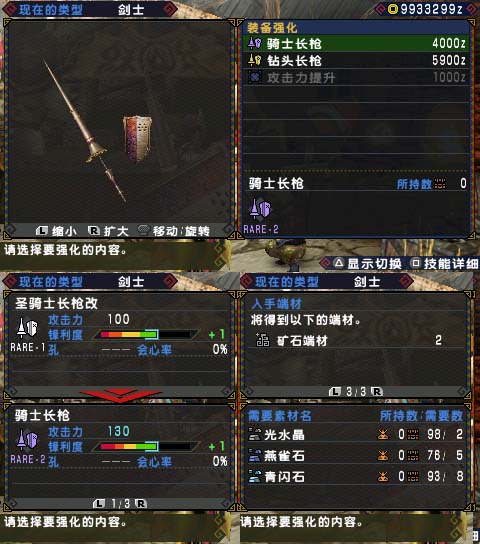 现在的类型 剑士
9933299z
装备强化
骑士长枪 4000z
钻头长枪 5900z
攻击力提升 1000z
骑士长枪 所持数 0
RARE-2
L 缩小 R 扩大 移动/旋转
请选择要强化的内容。
△显示切换 □技能详细
现在的类型 剑士
圣骑士长枪改
攻击力 100
锋利度 +1
RARE-1 孔 --- 会心率 0%
骑士长枪
攻击力 130
锋利度 +1
RARE-2 孔 --- 会心率 0%
L 1/3 R
请选择要强化的内容。
现在的类型 剑士
入手端材
将得到以下的端材。
矿石端材 2
L 3/3 R
需要素材名 所持数/需要数
光水晶 0 98/ 2
燕雀石 0 76/ 5
青闪石 0 93/ 8
请选择要强化的内容。
细